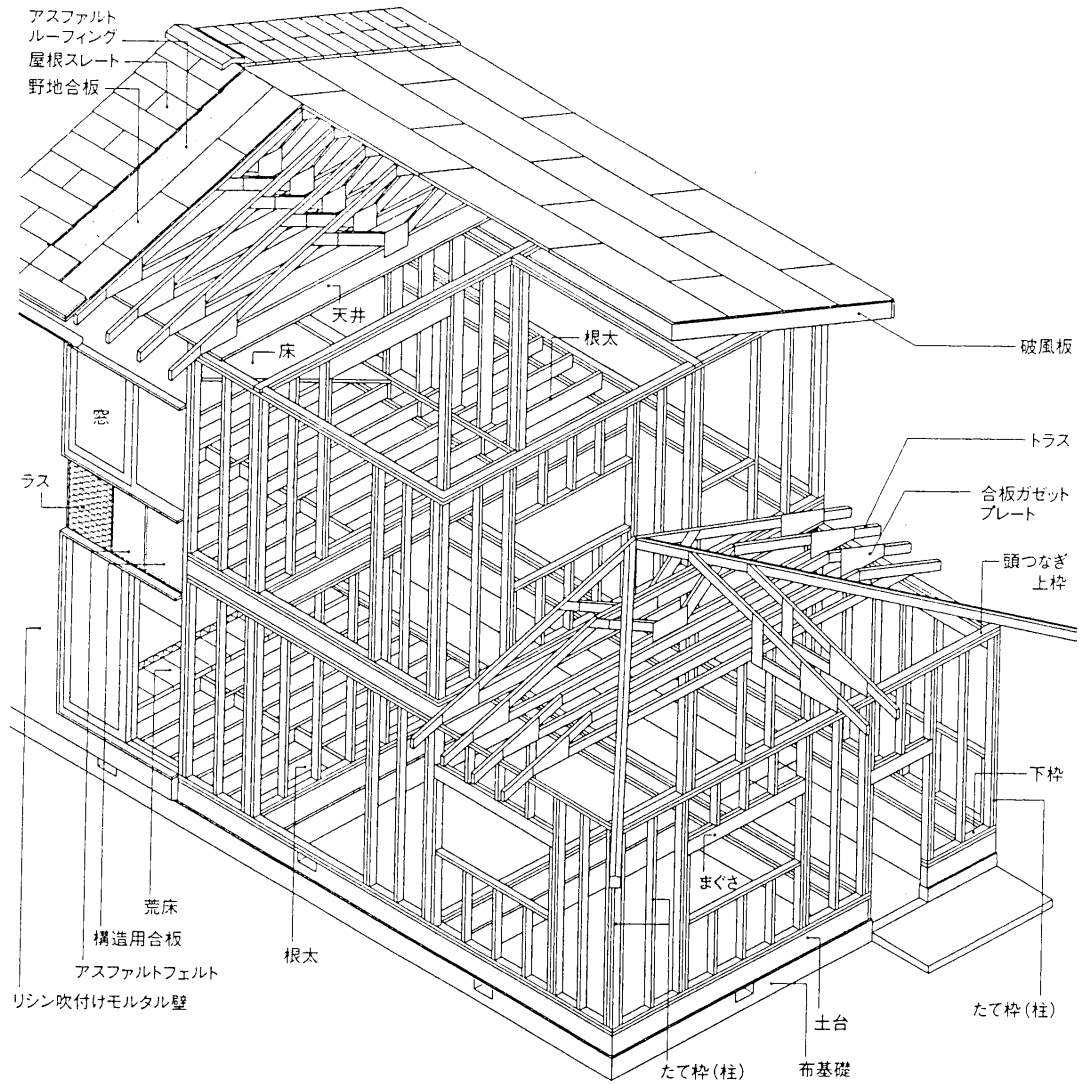 アスファルト
ルーフィング
屋根スレート
野地合板
天井
床
根太
破風板
窓
トラス
ラス
合板ガゼット
プレート
頭つなぎ
上枠
下枠
まぐさ
荒床
構造用合板
根太
アスファルトフェルト
リシン吹付けモルタル壁
土台
たて枠(柱)
布基礎
たて枠(柱)